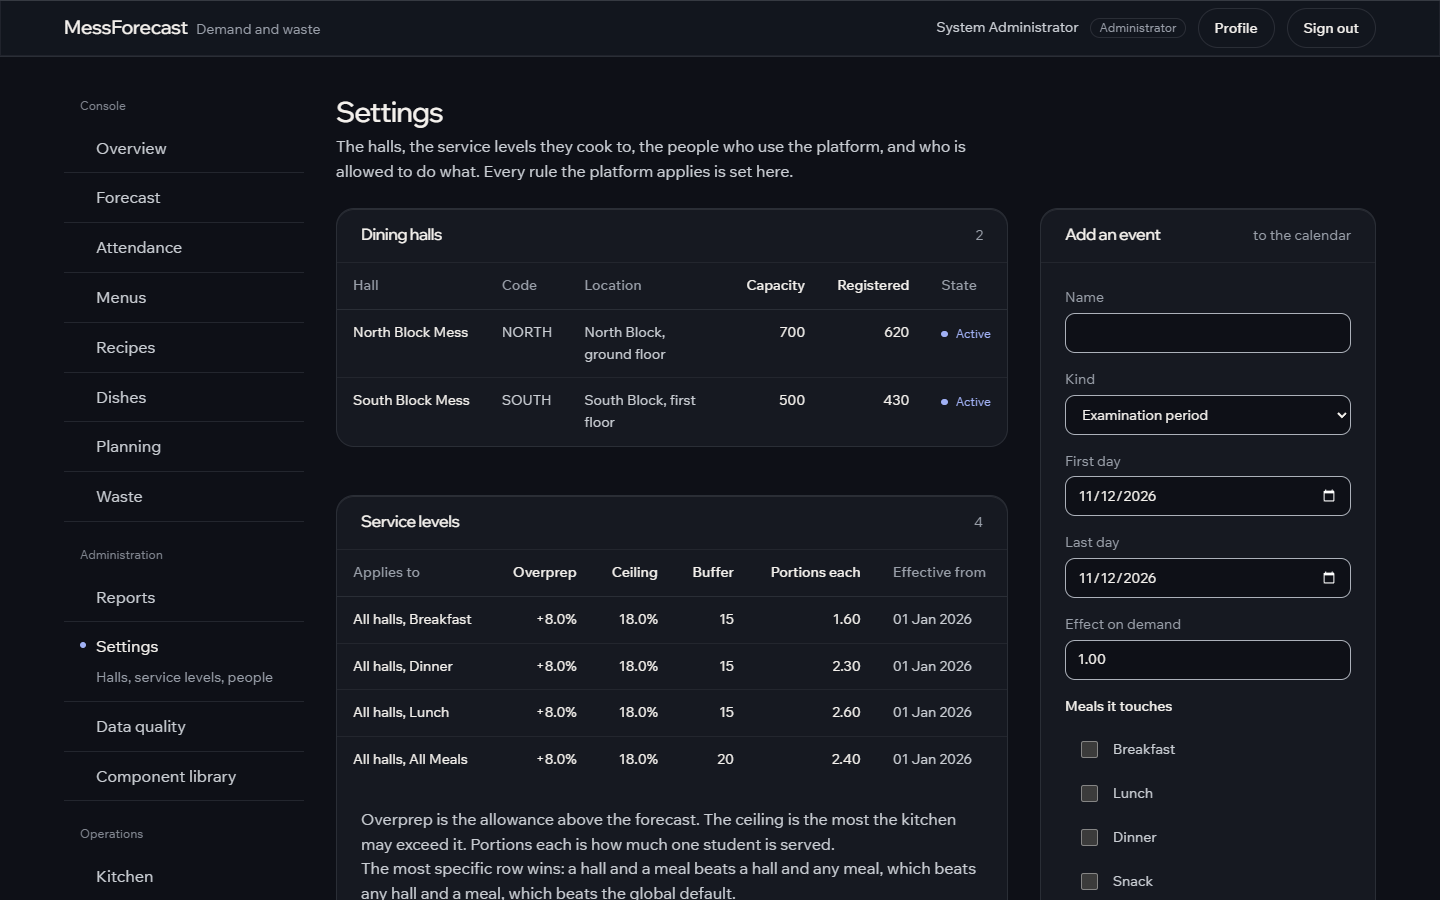 MessForecast Demand and waste
System Administrator Administrator Profile Sign out
Console
Overview
Forecast
Attendance
Menus
Recipes
Dishes
Planning
Waste
Administration
Reports
Settings
Halls, service levels, people
Data quality
Component library
Operations
Kitchen
Settings
The halls, the service levels they cook to, the people who use the platform, and who is
allowed to do what. Every rule the platform applies is set here.
Dining halls 2
Hall Code Location Capacity Registered State
North Block Mess NORTH North Block, 700 620 Active
ground floor
South Block Mess SOUTH South Block, first 500 430 Active
floor
Service levels 4
Applies to Overprep Ceiling Buffer Portions each Effective from
All halls, Breakfast +8.0% 18.0% 15 1.60 01 Jan 2026
All halls, Dinner +8.0% 18.0% 15 2.30 01 Jan 2026
All halls, Lunch +8.0% 18.0% 15 2.60 01 Jan 2026
All halls, All Meals +8.0% 18.0% 20 2.40 01 Jan 2026
Overprep is the allowance above the forecast. The ceiling is the most the kitchen
may exceed it. Portions each is how much one student is served.
The most specific row wins: a hall and a meal beats a hall and any meal, which beats
any hall and a meal, which beats the global default.
Add an event to the calendar
Name
Kind
Examination period
First day
11/12/2026
Last day
11/12/2026
Effect on demand
1.00
Meals it touches
Breakfast
Lunch
Dinner
Snack